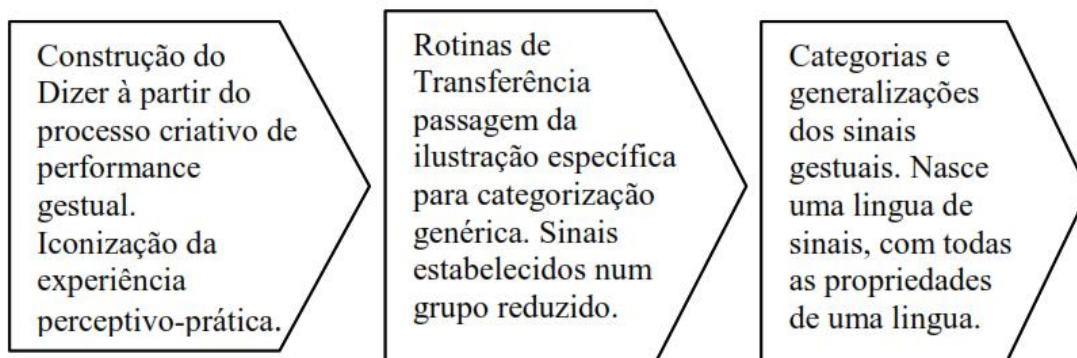 Construção do
Dizer à partir do
processo criativo de
performance
gestual.
Iconização da
experiência
perceptivo-prática.
Rotinas de
Transferência
passagem da
ilustração específica
para categorização
genérica. Sinais
estabelecidos num
grupo reduzido.
Categorias e
generalizações
dos sinais
gestuais. Nasce
uma lingua de
sinais, com todas
as propriedades
de uma lingua.